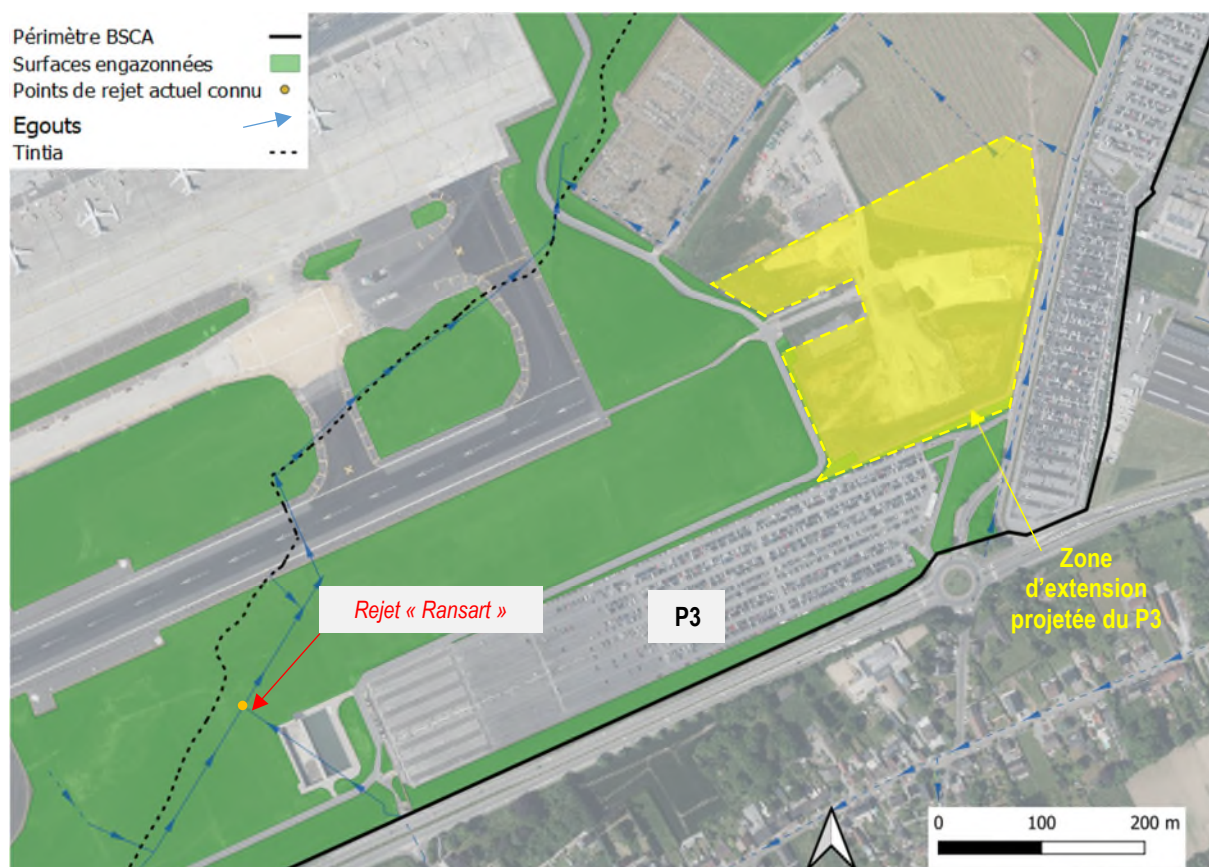 Périmètre BSCA
Surfaces engazonnées
Points de rejet actuel connu
Egouts
Tintia
Rejet « Ransart »
P3
Zone
d’extension
projetée du P3
0 100 200 m